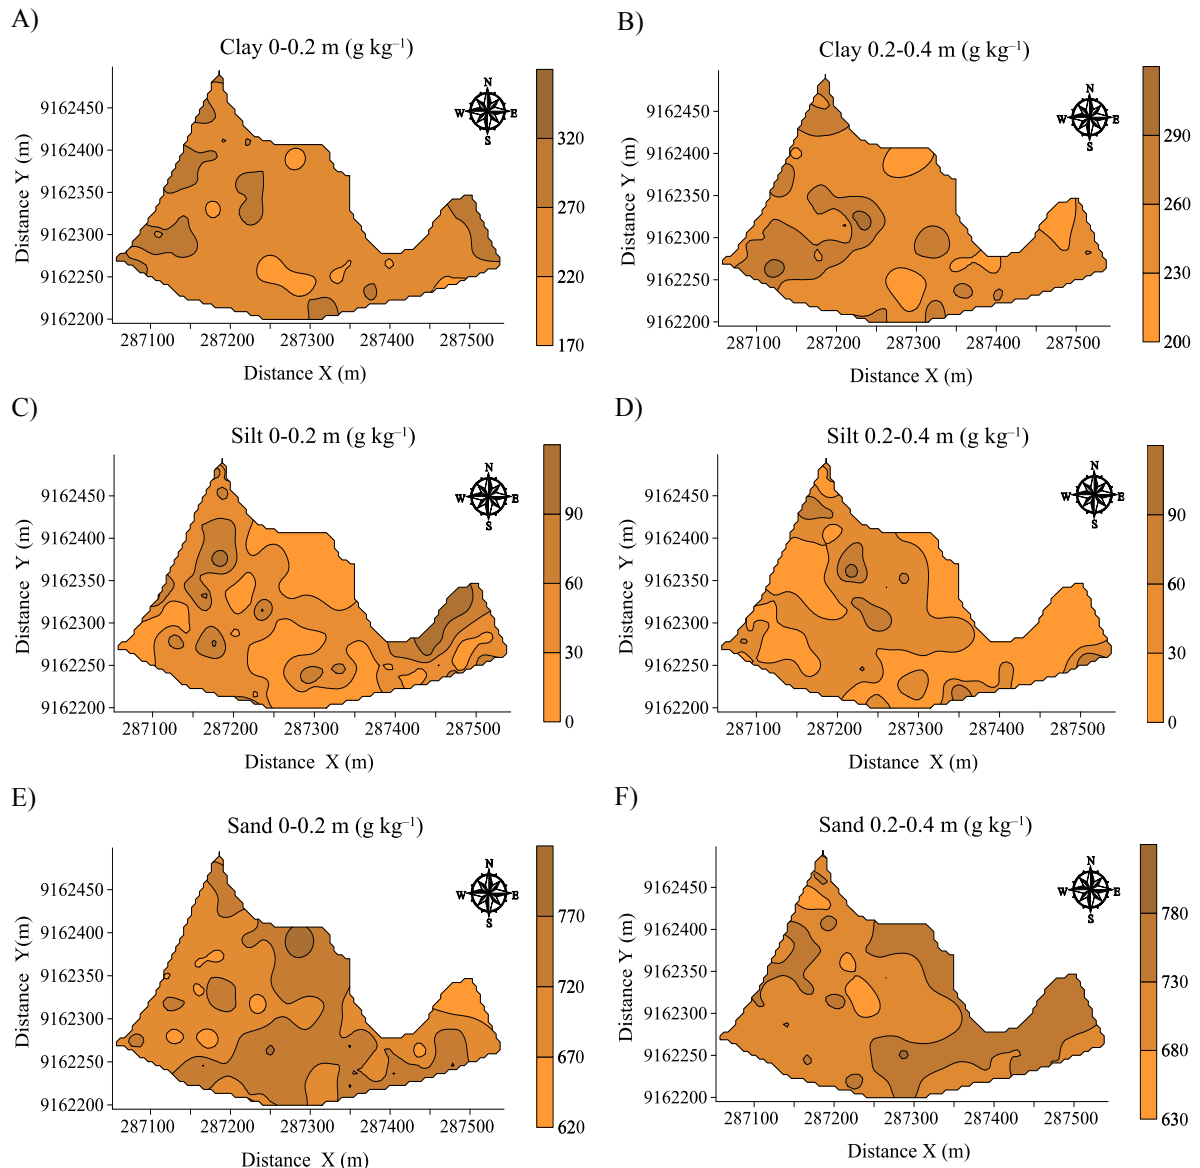 A)
Clay 0-0.2 m (g kg⁻¹)
N
W E
S
Distance Y (m)
9162450
9162400
9162350
9162300
9162250
9162200
287100 287200 287300 287400 287500
Distance X (m)
320
270
220
170
B)
Clay 0.2-0.4 m (g kg⁻¹)
N
W E
S
Distance Y (m)
9162450
9162400
9162350
9162300
9162250
9162200
287100 287200 287300 287400 287500
Distance X (m)
290
260
230
200
C)
Silt 0-0.2 m (g kg⁻¹)
N
W E
S
Distance Y (m)
9162450
9162400
9162350
9162300
9162250
9162200
287100 287200 287300 287400 287500
Distance X (m)
90
60
30
0
D)
Silt 0.2-0.4 m (g kg⁻¹)
N
W E
S
Distance Y (m)
9162450
9162400
9162350
9162300
9162250
9162200
287100 287200 287300 287400 287500
Distance X (m)
90
60
30
0
E)
Sand 0-0.2 m (g kg⁻¹)
N
W E
S
Distance Y(m)
9162450
9162400
9162350
9162300
9162250
9162200
287100 287200 287300 287400 287500
Distance X (m)
770
720
670
620
F)
Sand 0.2-0.4 m (g kg⁻¹)
N
W E
S
Distance Y (m)
9162450
9162400
9162350
9162300
9162250
9162200
287100 287200 287300 287400 287500
Distance X (m)
780
730
680
630